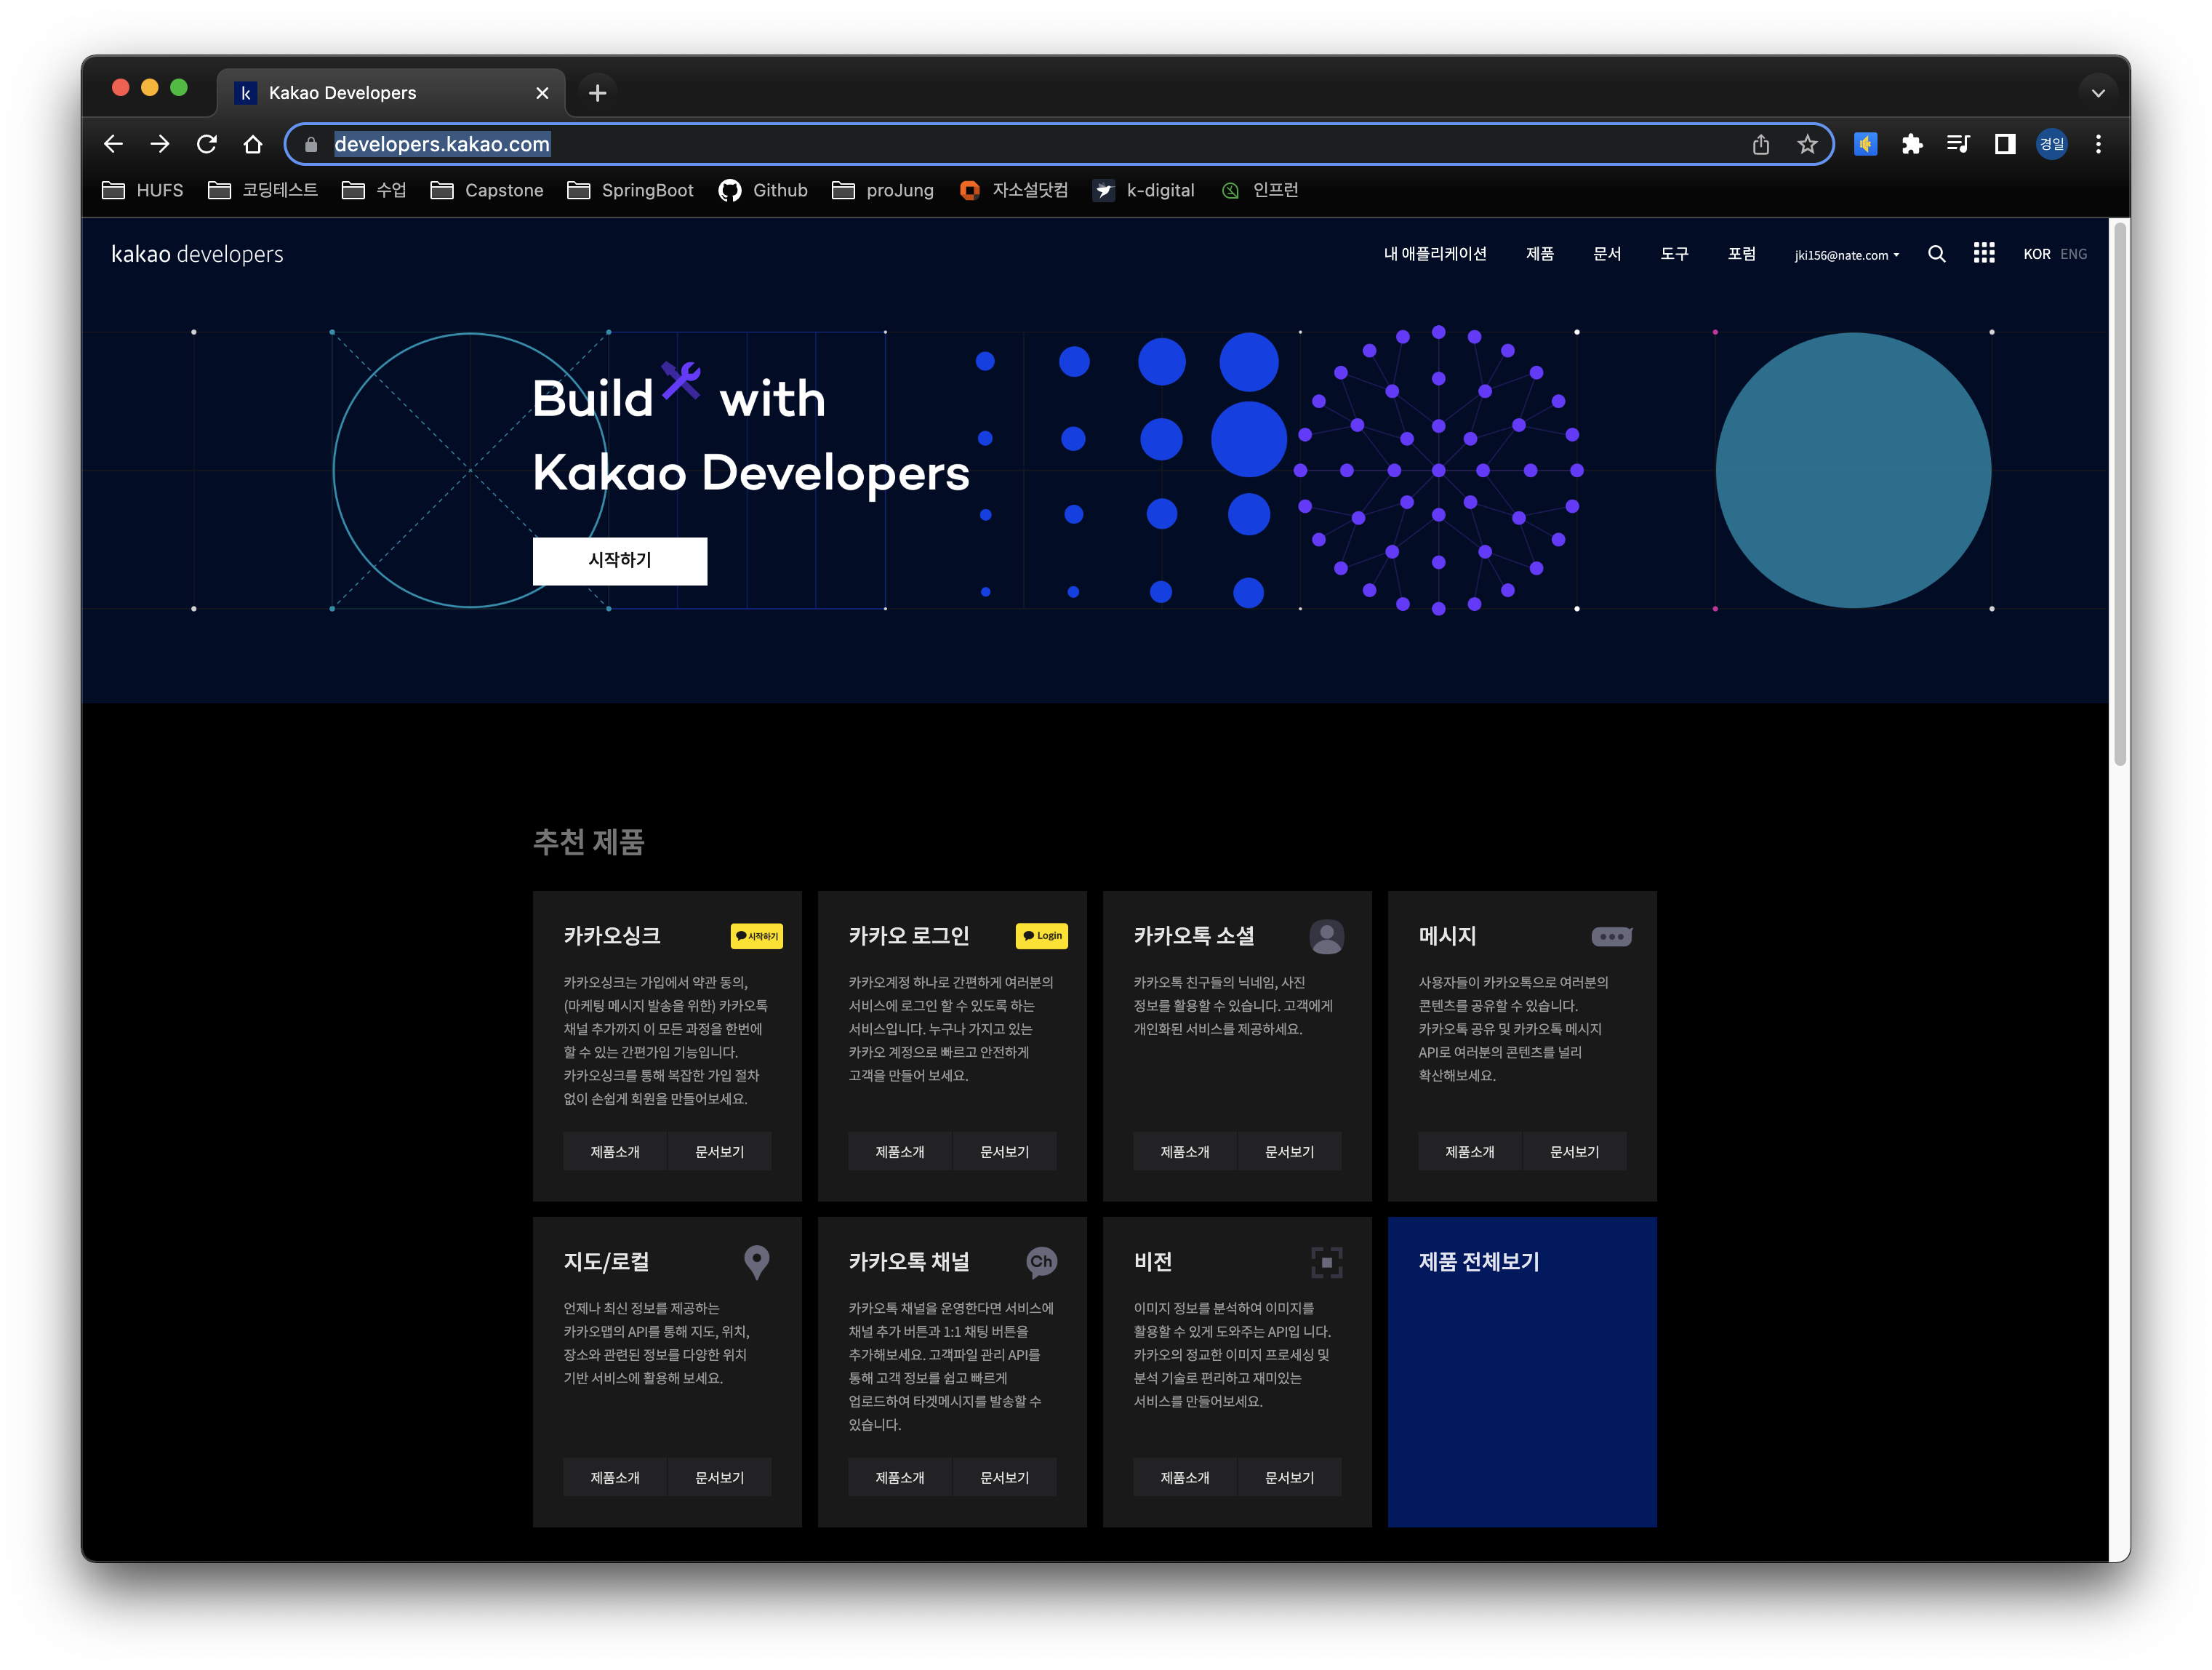 k Kakao Developers
developers.kakao.com
경일
HUFS 코딩테스트 수업 Capstone SpringBoot Github proJung 자소설닷컴 k-digital 인프런
kakao developers
내 애플리케이션 제품 문서 도구 포럼 jki156@nate.com KOR ENG
Build with
Kakao Developers
시작하기
추천 제품
카카오싱크 시작하기
카카오싱크는 가입에서 약관 동의,
(마케팅 메시지 발송을 위한) 카카오톡
채널 추가까지 이 모든 과정을 한번에
할 수 있는 간편가입 기능입니다.
카카오싱크를 통해 복잡한 가입 절차
없이 손쉽게 회원을 만들어보세요.
제품소개 문서보기
카카오 로그인 Login
카카오계정 하나로 간편하게 여러분의
서비스에 로그인 할 수 있도록 하는
서비스입니다. 누구나 가지고 있는
카카오 계정으로 빠르고 안전하게
고객을 만들어 보세요.
제품소개 문서보기
카카오톡 소셜
카카오톡 친구들의 닉네임, 사진
정보를 활용할 수 있습니다. 고객에게
개인화된 서비스를 제공하세요.
제품소개 문서보기
메시지
사용자들이 카카오톡으로 여러분의
콘텐츠를 공유할 수 있습니다.
카카오톡 공유 및 카카오톡 메시지
API로 여러분의 콘텐츠를 널리
확산해보세요.
제품소개 문서보기
지도/로컬
언제나 최신 정보를 제공하는
카카오맵의 API를 통해 지도, 위치,
장소와 관련된 정보를 다양한 위치
기반 서비스에 활용해 보세요.
제품소개 문서보기
카카오톡 채널 Ch
카카오톡 채널을 운영한다면 서비스에
채널 추가 버튼과 1:1 채팅 버튼을
추가해보세요. 고객파일 관리 API를
통해 고객 정보를 쉽고 빠르게
업로드하여 타겟메시지를 발송할 수
있습니다.
제품소개 문서보기
비전
이미지 정보를 분석하여 이미지를
활용할 수 있게 도와주는 API입 니다.
카카오의 정교한 이미지 프로세싱 및
분석 기술로 편리하고 재미있는
서비스를 만들어보세요.
제품소개 문서보기
제품 전체보기